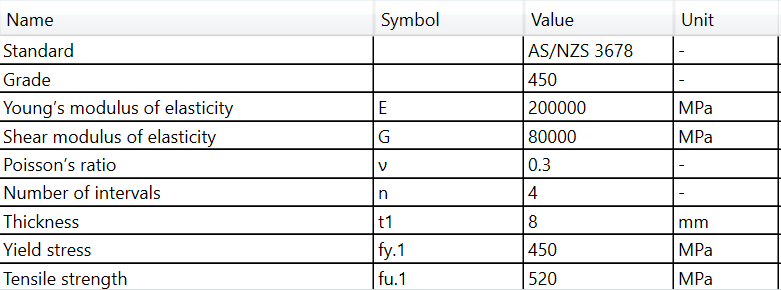 Name Symbol Value Unit
Standard AS/NZS 3678 -
Grade 450 -
Young's modulus of elasticity E 200000 MPa
Shear modulus of elasticity G 80000 MPa
Poisson's ratio ν 0.3 -
Number of intervals n 4 -
Thickness t1 8 mm
Yield stress fy.1 450 MPa
Tensile strength fu.1 520 MPa